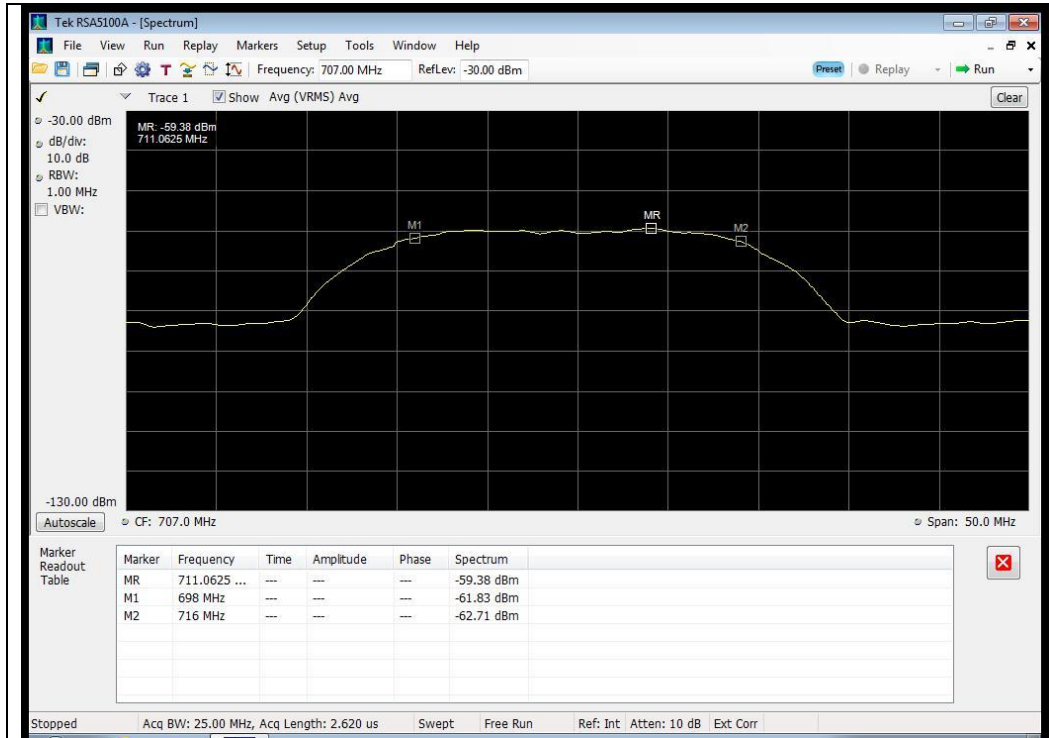 Tek RSA5100A - [Spectrum]
File View Run Replay Markers Setup Tools Window Help
T Frequency: 707.00 MHz RefLev: -30.00 dBm Preset Replay Run
Trace 1 Show Avg (VRMS) Avg Clear
-30.00 dBm
dB/div:
10.0 dB
RBW:
1.00 MHz
VBW:
MR: -59.38 dBm
711.0625 MHz
M1
MR
M2
-130.00 dBm
Autoscale CF: 707.0 MHz Span: 50.0 MHz
Marker
Readout
Table
Marker Frequency Time Amplitude Phase Spectrum
MR 711.0625 ... --- --- --- -59.38 dBm
M1 698 MHz --- --- --- -61.83 dBm
M2 716 MHz --- --- --- -62.71 dBm
Stopped Acq BW: 25.00 MHz, Acq Length: 2.620 us Swept Free Run Ref: Int Atten: 10 dB Ext Corr